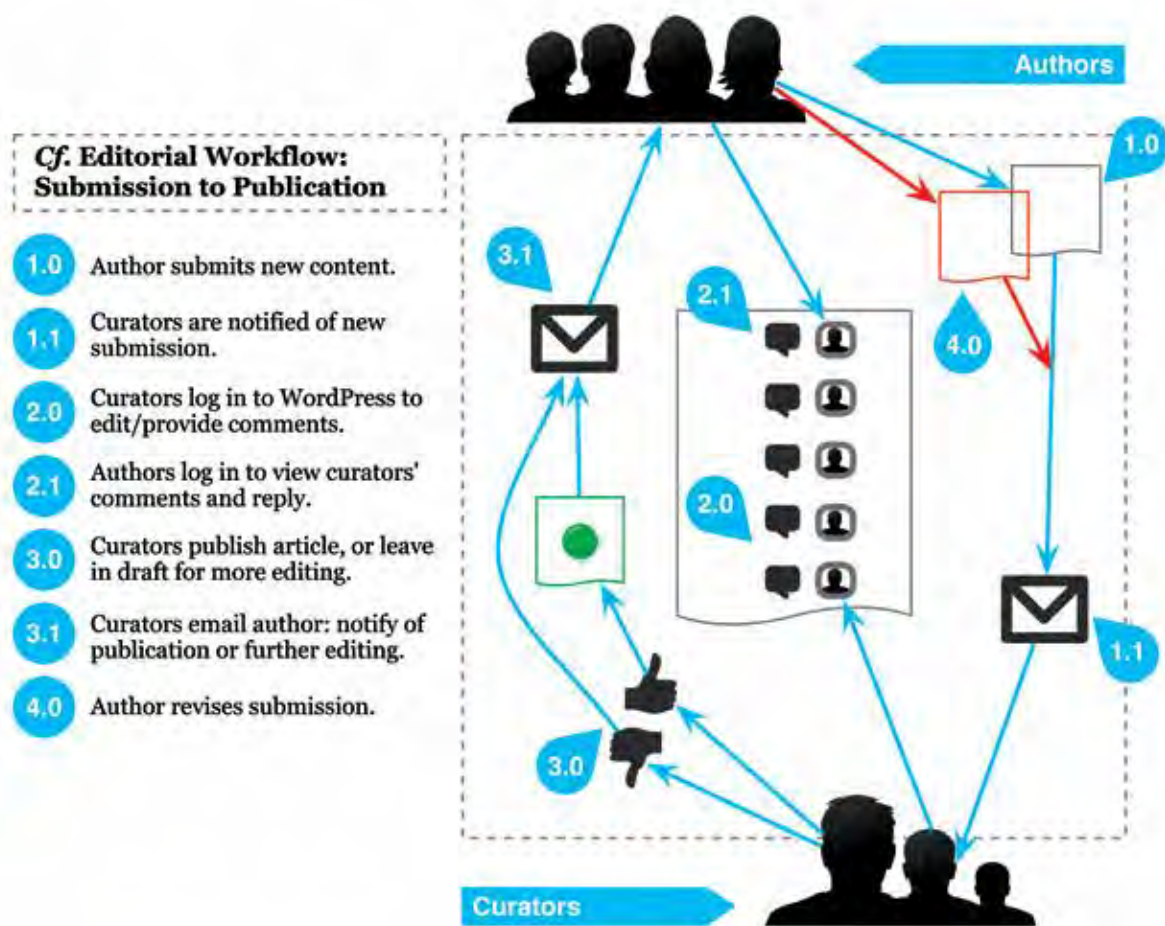 Authors
Cf. Editorial Workflow:
Submission to Publication
1.0 Author submits new content.
1.1 Curators are notified of new
submission.
2.0 Curators log in to WordPress to
edit/provide comments.
2.1 Authors log in to view curators'
comments and reply.
3.0 Curators publish article, or leave
in draft for more editing.
3.1 Curators email author: notify of
publication or further editing.
4.0 Author revises submission.
1.0
3.1
2.1
4.0
2.0
1.1
3.0
Curators